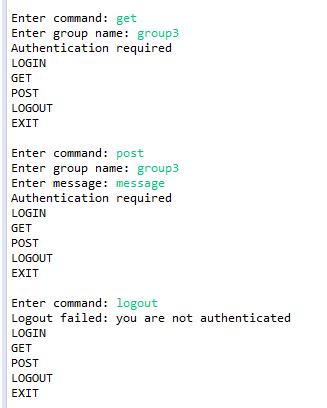 Enter command: get
Enter group name: group3
Authentication required
LOGIN
GET
POST
LOGOUT
EXIT
Enter command: post
Enter group name: group3
Enter message: message
Authentication required
LOGIN
GET
POST
LOGOUT
EXIT
Enter command: logout
Logout failed: you are not authenticated
LOGIN
GET
POST
LOGOUT
EXIT